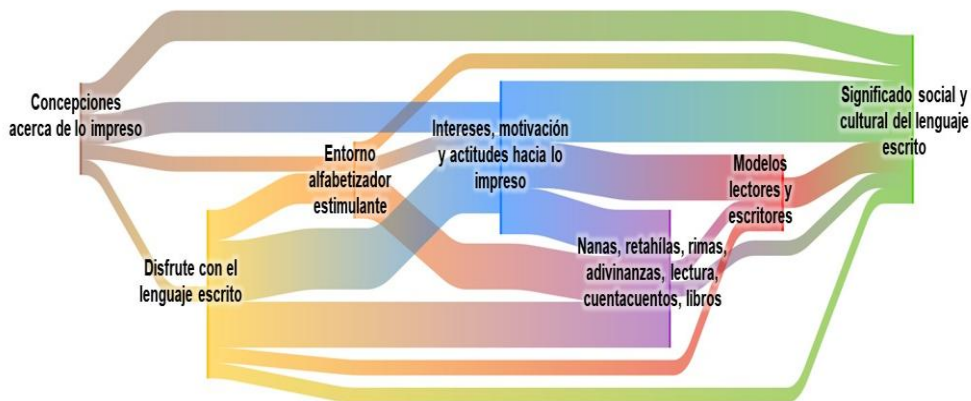 Concepciones
acerca de lo impreso
Disfrute con el
lenguaje escrito
Entorno
alfabetizador
estimulante
Intereses, motivación
y actitudes hacia lo
impreso
Nanas, retahílas, rimas,
adivinanzas, lectura,
cuentacuentos, libros
Modelos
lectores y
escritores
Significado social y
cultural del lenguaje
escrito